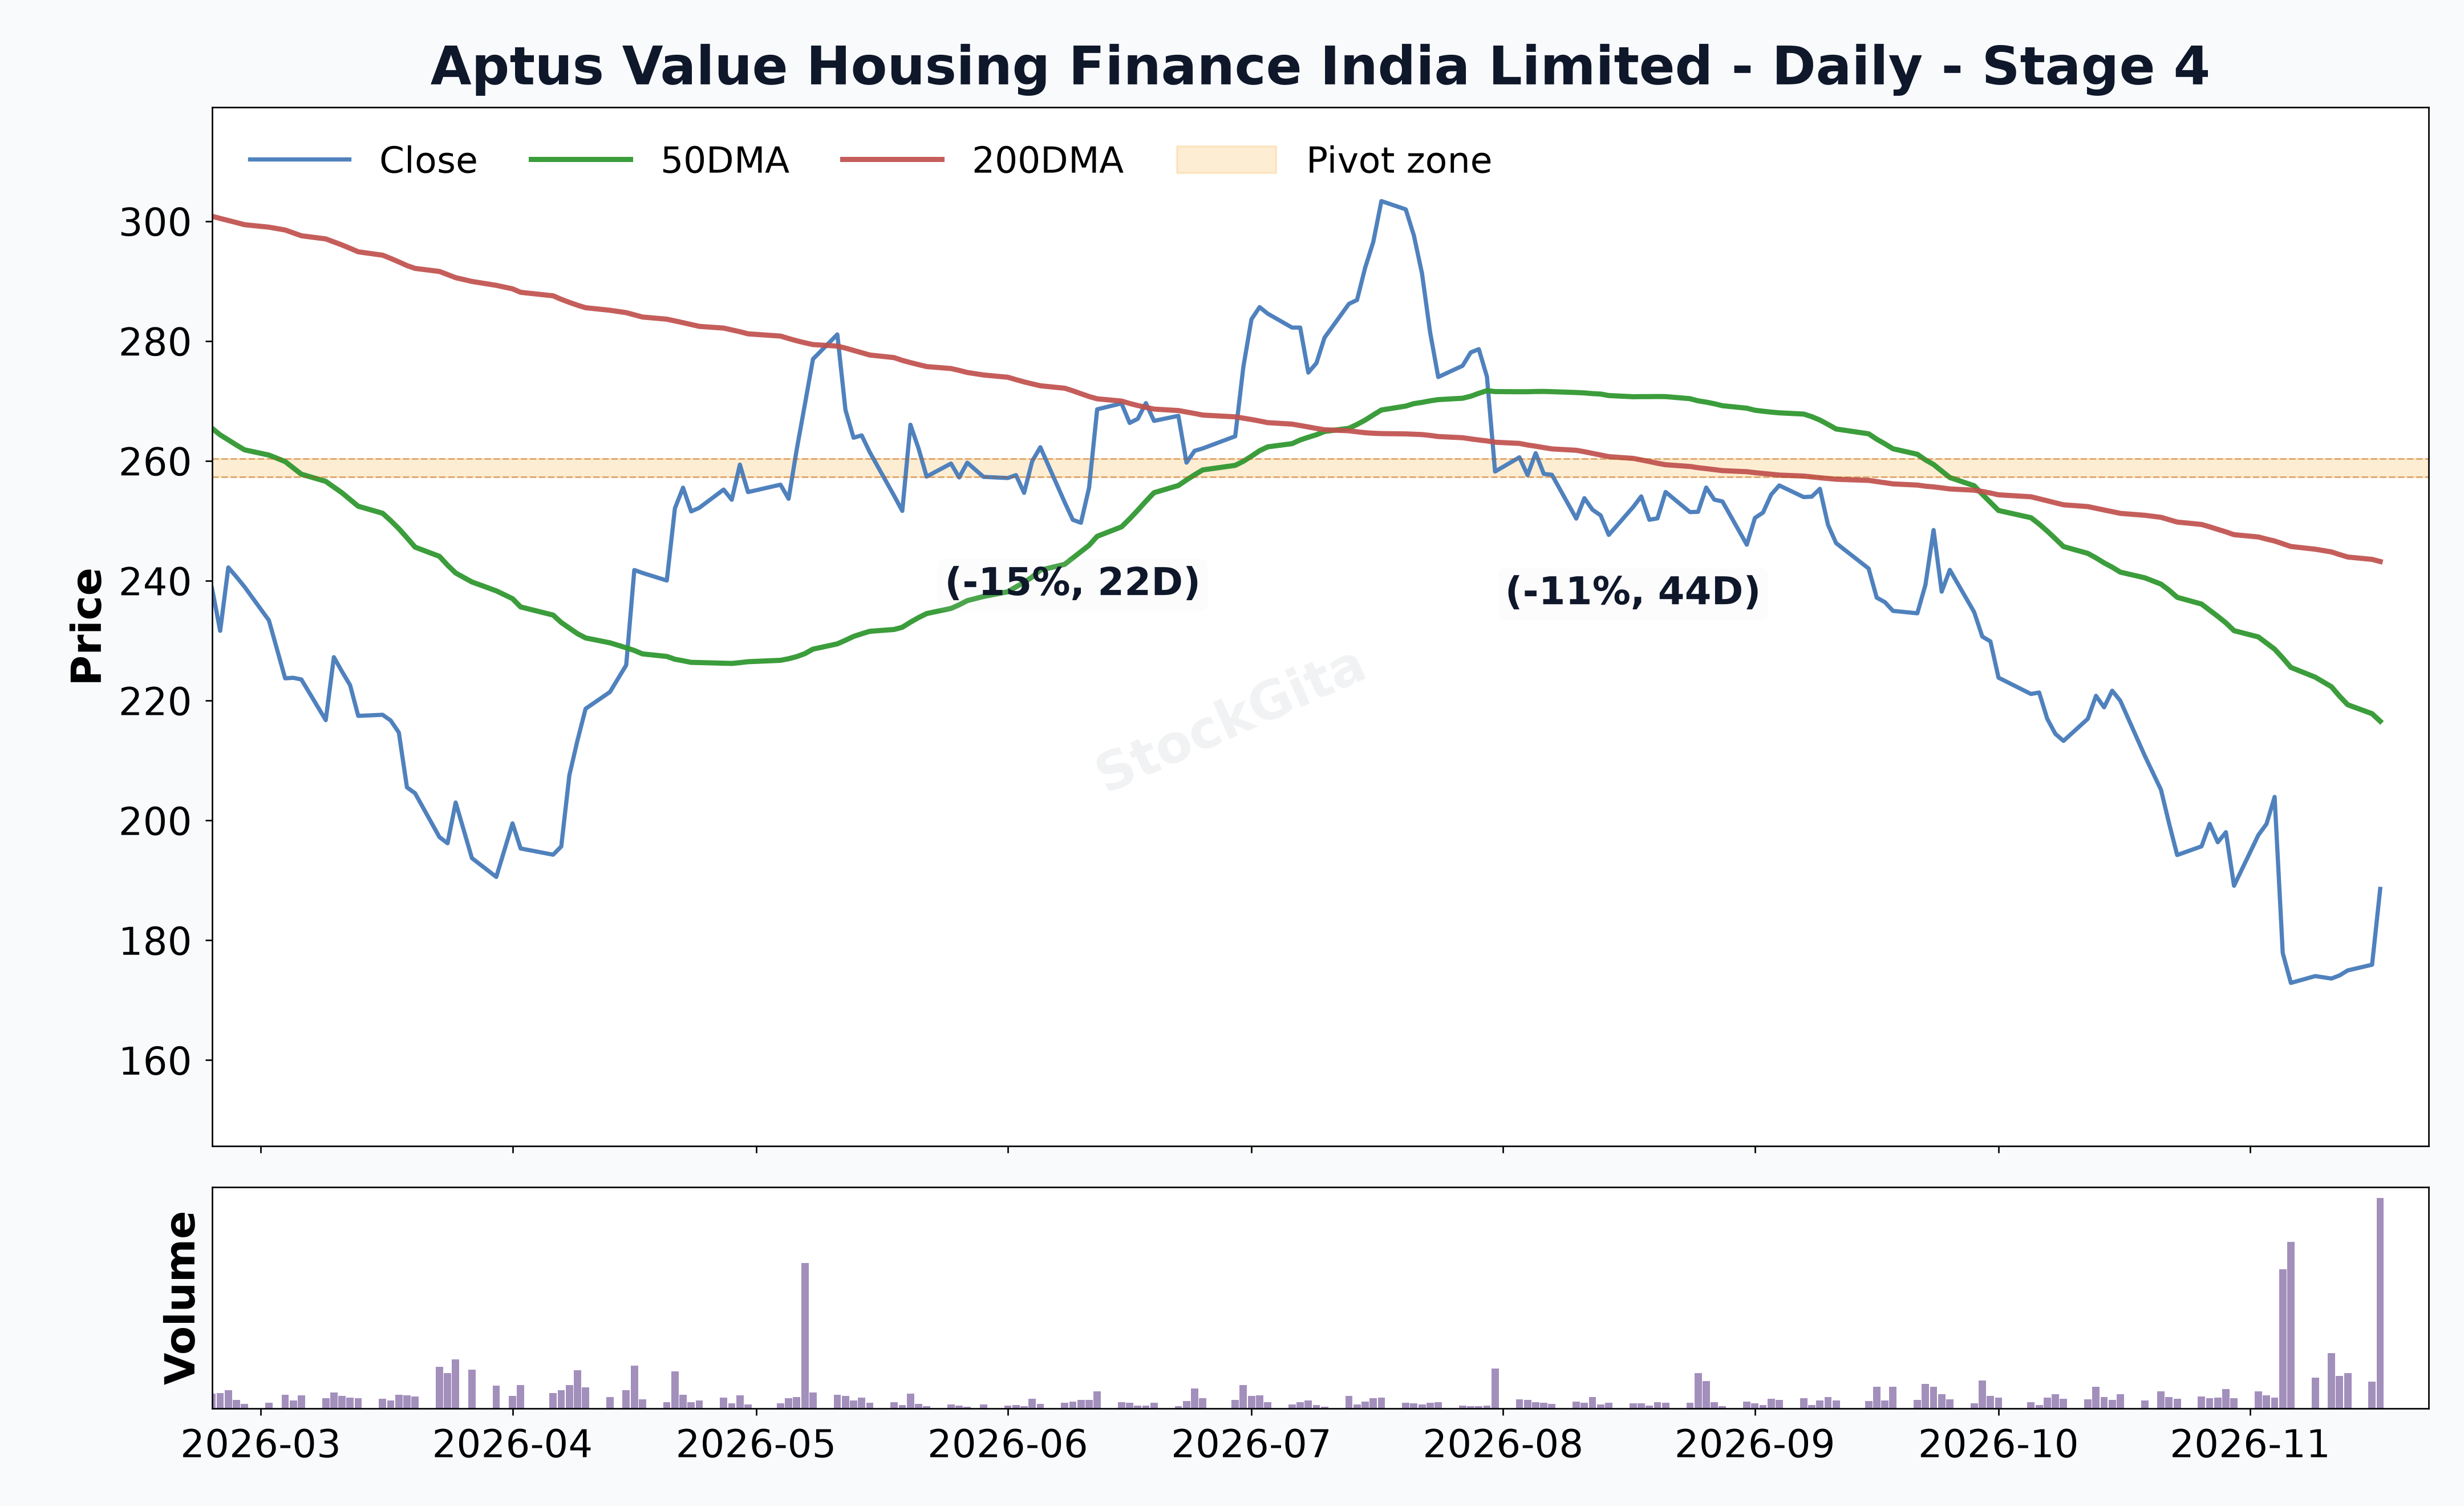 Aptus Value Housing Finance India Limited - Daily - Stage 4
Close 50DMA 200DMA Pivot zone
Price
300
280
260
240
220
200
180
160
(-15%, 22D)
(-11%, 44D)
StockGita
Volume
2026-03 2026-04 2026-05 2026-06 2026-07 2026-08 2026-09 2026-10 2026-11